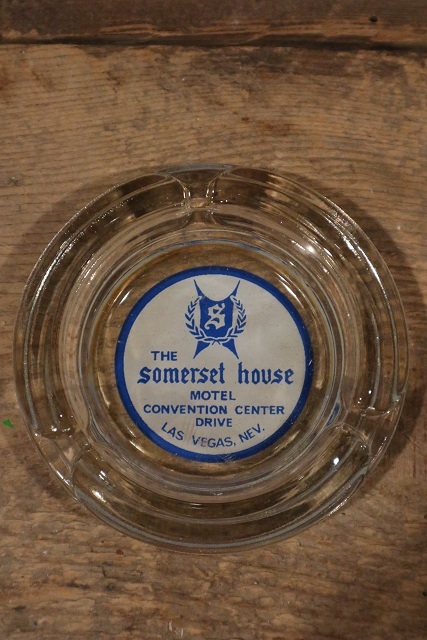 S
THE
somerset house
MOTEL
CONVENTION CENTER
DRIVE
LAS VEGAS, NEV.